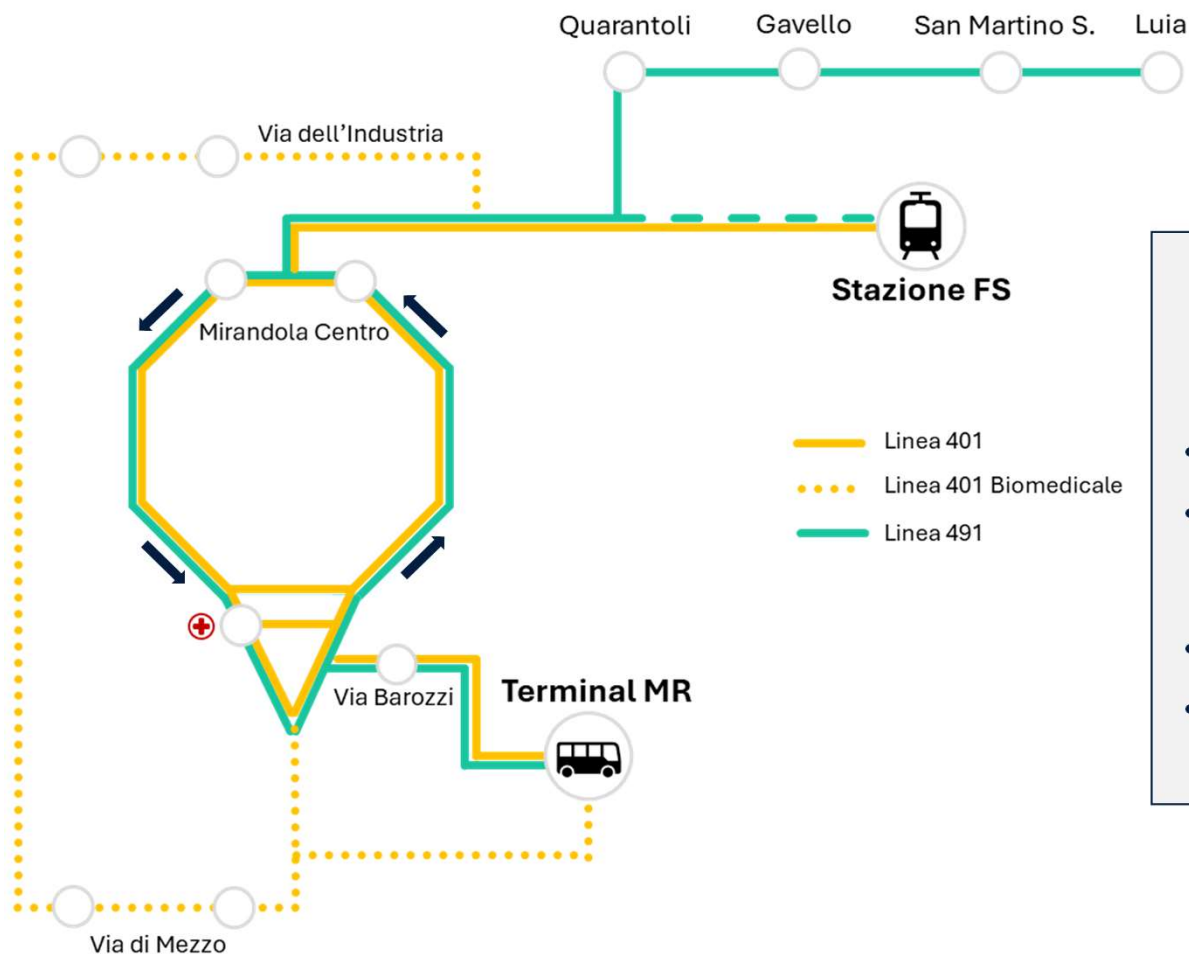 Quarantoli
Gavello
San Martino S.
Luia
Via dell’Industria
Stazione FS
Mirandola Centro
Linea 401
Linea 401 Biomedicale
Linea 491
Via Barozzi
Terminal MR
Via di Mezzo